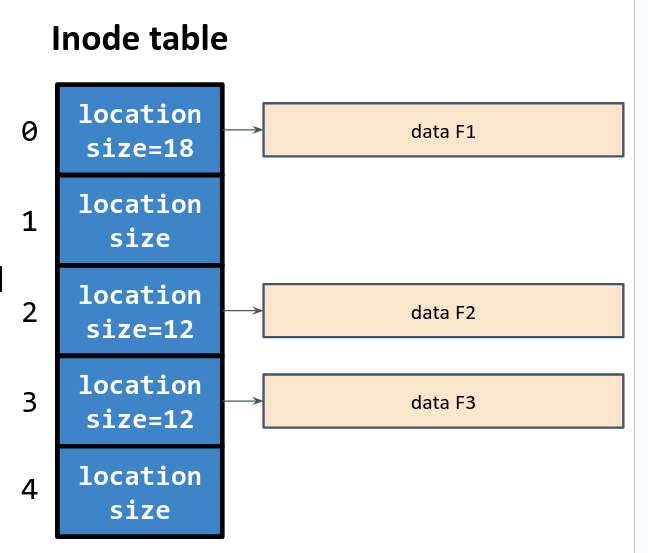 Inode table
0
location
size=18
data F1
1
location
size
2
location
size=12
data F2
3
location
size=12
data F3
4
location
size